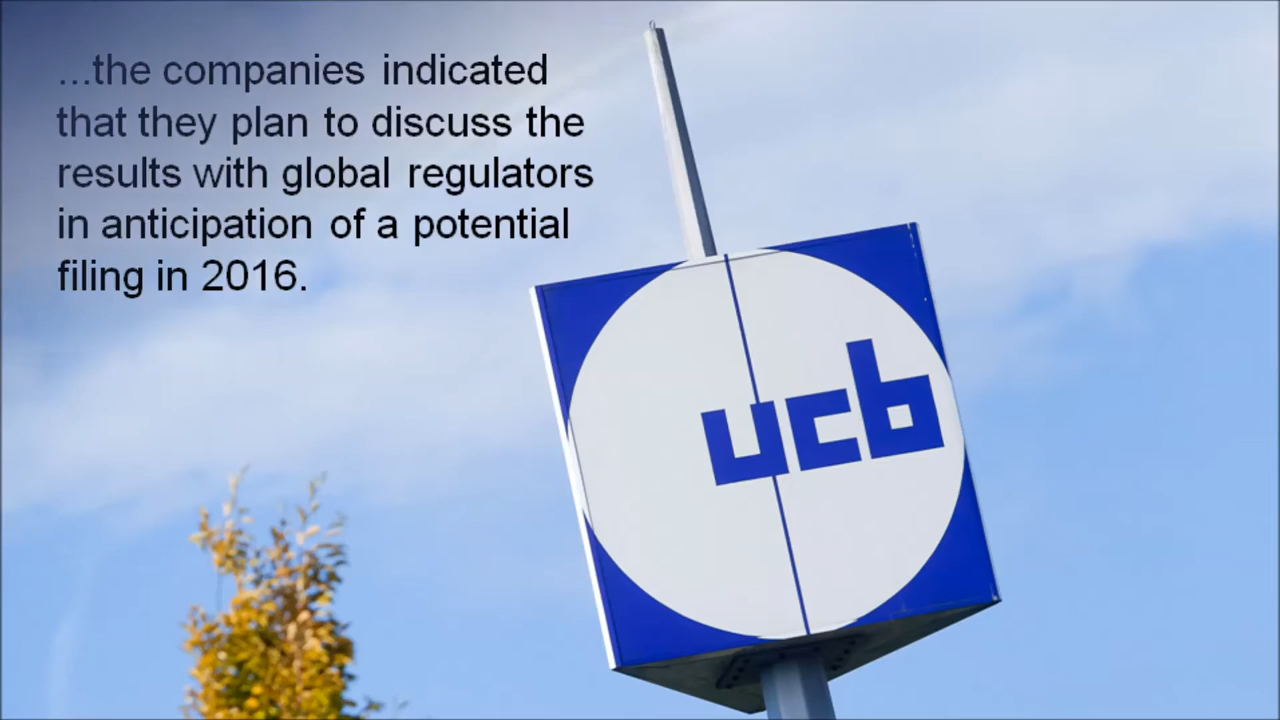 ...the companies indicated
that they plan to discuss the
results with global regulators
in anticipation of a potential
filing in 2016.
ucb